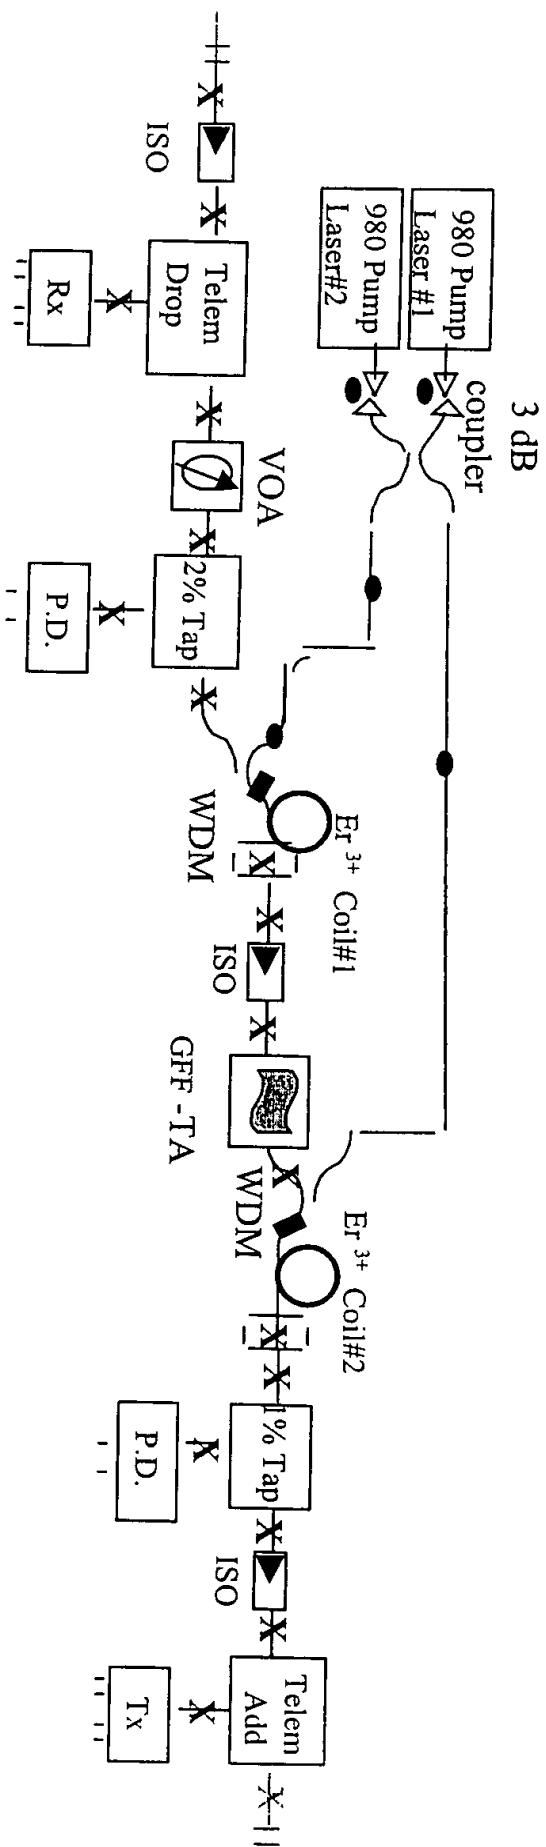 3 dB
coupler
980 Pump
Laser #1
980 Pump
Laser#2
ISO
Telem
Drop
Rx
VOA
2% Tap
P.D.
WDM
Er 3+ Coil#1
ISO
GFF -TA
WDM
Er 3+ Coil#2
1% Tap
P.D.
ISO
Telem
Add
Tx